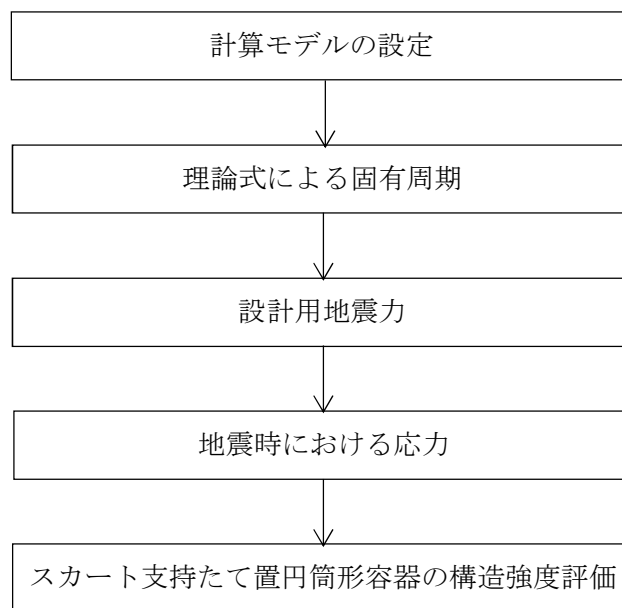 計算モデルの設定
理論式による固有周期
設計用地震力
地震時における応力
スカート支持たて置円筒形容器の構造強度評価